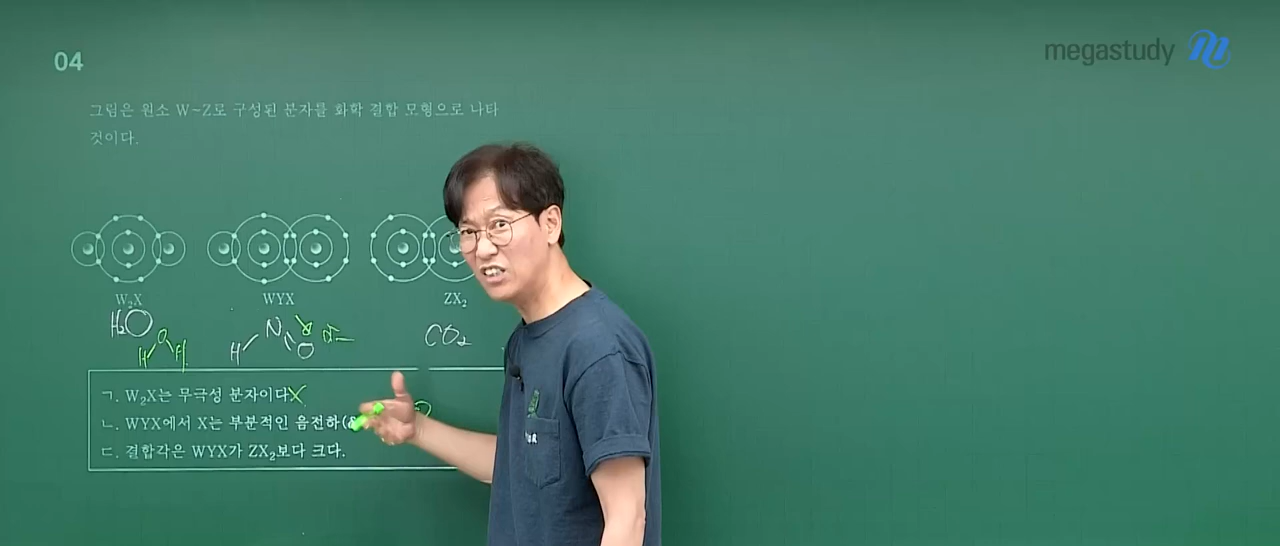 04
megastudy
그림은 원소 W~Z로 구성된 분자를 화학 결합 모형으로 나타
것이다.
W₂X
WYX
ZX₂
H₂O
H O H
H N O δ-
CO₂
ㄱ. W₂X는 무극성 분자이다X
ㄴ. WYX에서 X는 부분적인 음전하(δ
ㄷ. 결합각은 WYX가 ZX₂보다 크다.